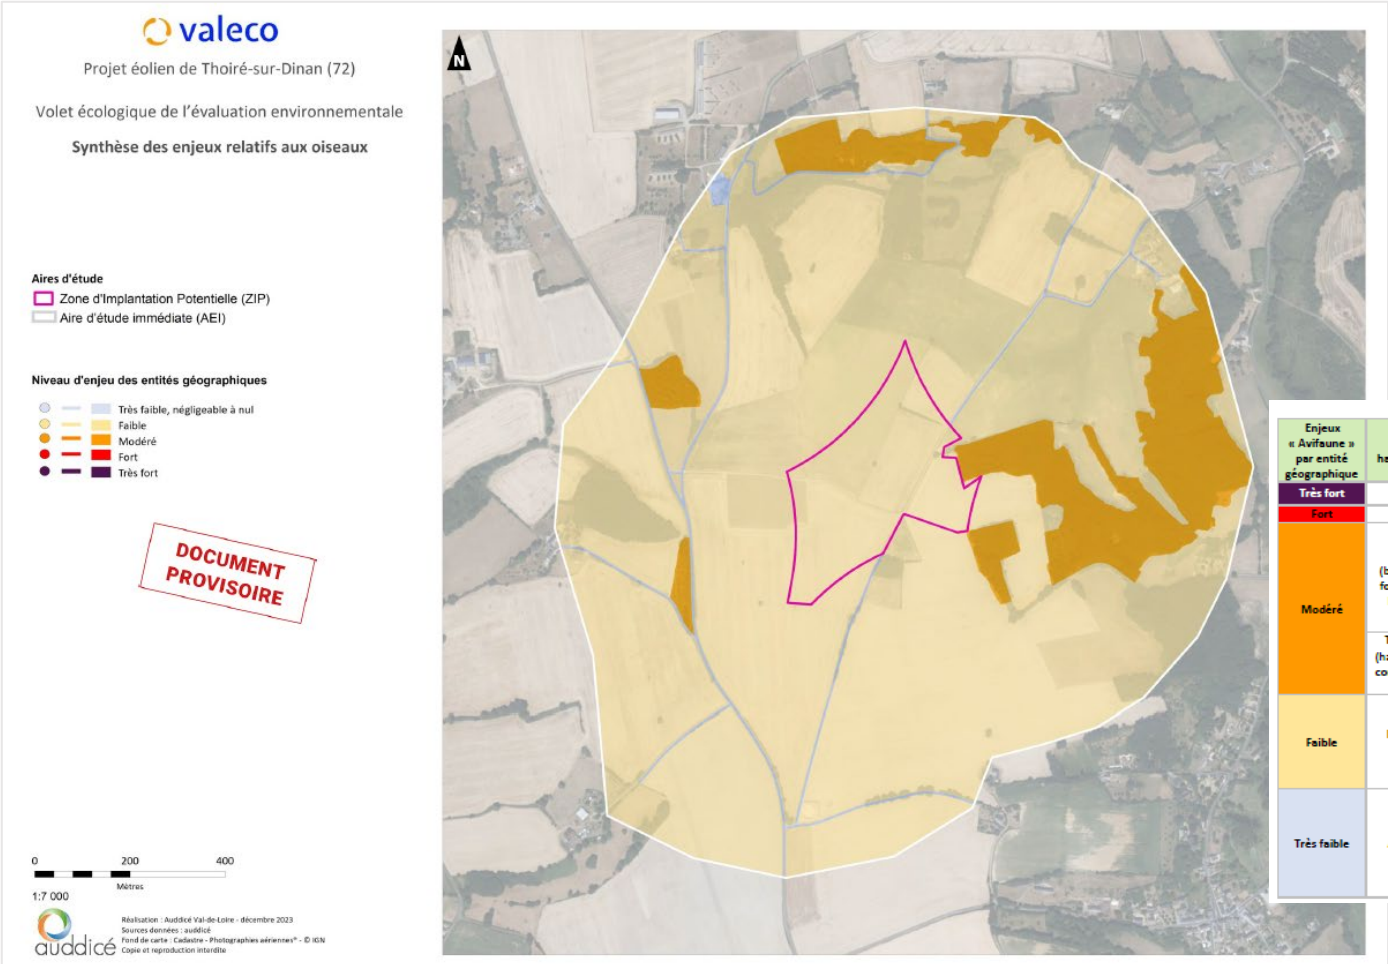 valeco
Projet éolien de Thoiré-sur-Dinan (72)
Volet écologique de l'évaluation environnementale
Synthèse des enjeux relatifs aux oiseaux
Aires d'étude
Zone d'Implantation Potentielle (ZIP)
Aire d'étude immédiate (AEI)
Niveau d'enjeu des entités géographiques
Très faible, négligeable à nul
Faible
Modéré
Fort
Très fort
DOCUMENT
PROVISOIRE
0 200 400
Mètres
1:7 000
auddicé
Réalisation : Auddicé Val-de-Loire - décembre 2023
Sources données : auddicé
Fond de carte : Cadastre - Photographies aériennes® - © IGN
Copie et reproduction interdite
N
Enjeux
« Avifaune »
par entité
géographique
Très fort
Fort
Modéré
Faible
Très faible